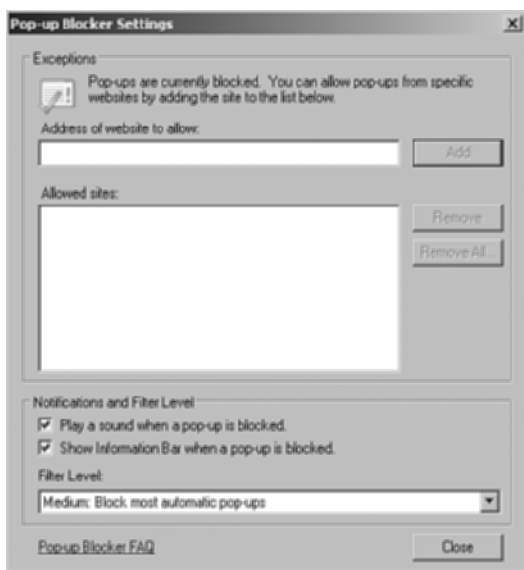 Pop-up Blocker Settings
Exceptions
Pop-ups are currently blocked. You can allow pop-ups from specific
websites by adding the site to the list below.
Address of website to allow:
Add
Allowed sites:
Remove
Remove All...
Notifications and Filter Level
Play a sound when a pop-up is blocked.
Show Information Bar when a pop-up is blocked.
Filter Level:
Medium: Block most automatic pop-ups
Pop-up Blocker FAQ
Close